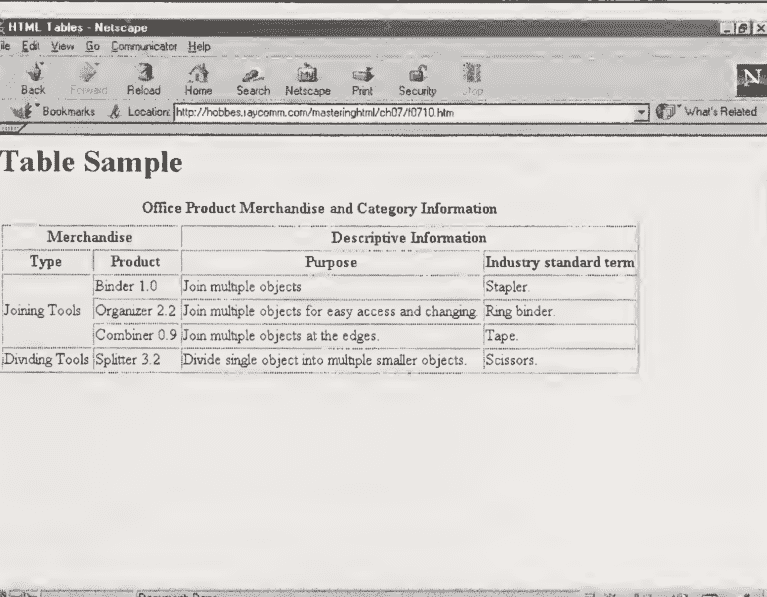 HTML Tables - Netscape
ile Edit View Go Communicator Help
Back Forward Reload Home Search Netscape Print Security Stop
N
Bookmarks Location: http://hobbes.raycomm.com/masteringhtml/ch07/f0710.htm What's Related
Table Sample
Office Product Merchandise and Category Information
Merchandise Descriptive Information
Type Product Purpose Industry standard term
Joining Tools Binder 1.0 Join multiple objects Stapler.
Organizer 2.2 Join multiple objects for easy access and changing. Ring binder.
Combiner 0.9 Join multiple objects at the edges. Tape.
Dividing Tools Splitter 3.2 Divide single object into multiple smaller objects. Scissors.